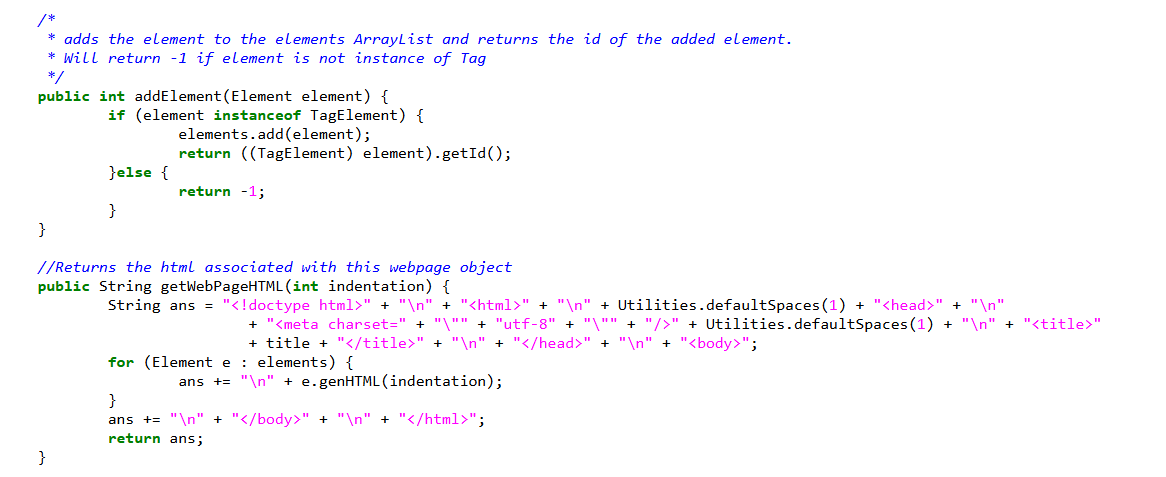 /*
 * adds the element to the elements ArrayList and returns the id of the added element.
 * Will return -1 if element is not instance of Tag
 */
public int addElement(Element element) {
        if (element instanceof TagElement) {
                elements.add(element);
                return ((TagElement) element).getId();
        }else {
                return -1;
        }
}

//Returns the html associated with this webpage object
public String getWebPageHTML(int indentation) {
        String ans = "<!doctype html>" + "\n" + "<html>" + "\n" + Utilities.defaultSpaces(1) + "<head>" + "\n"
                        + "<meta charset=" + "\"" + "utf-8" + "\"" + "/>" + Utilities.defaultSpaces(1) + "\n" + "<title>"
                        + title + "</title>" + "\n" + "</head>" + "\n" + "<body>";
        for (Element e : elements) {
                ans += "\n" + e.genHTML(indentation);
        }
        ans += "\n" + "</body>" + "\n" + "</html>";
        return ans;
}